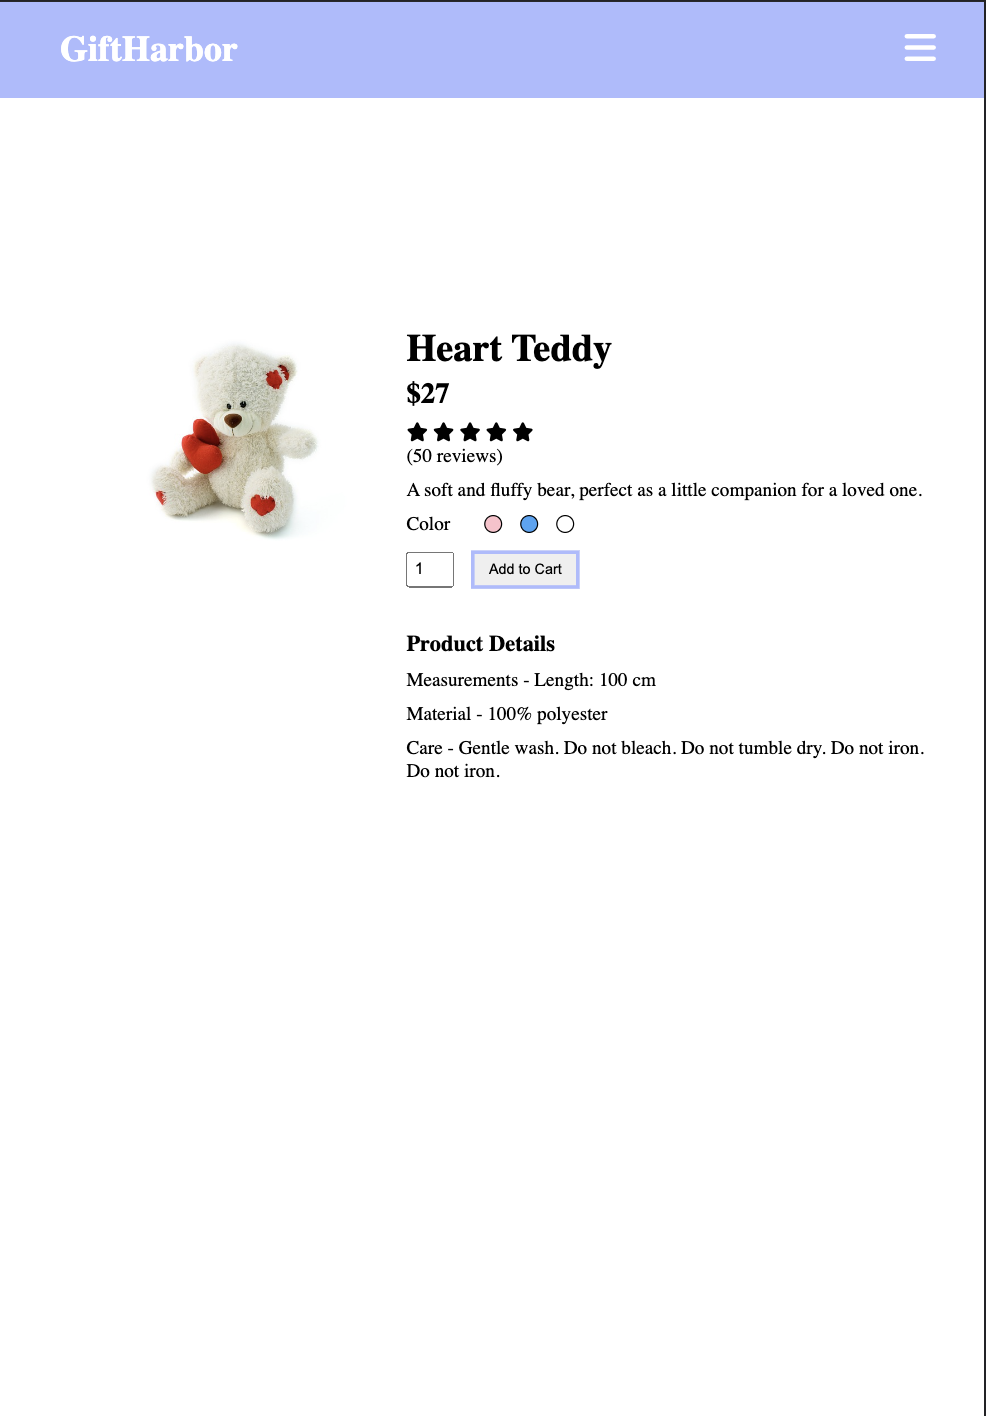 GiftHarbor
Heart Teddy
$27
(50 reviews)
A soft and fluffy bear, perfect as a little companion for a loved one.
Color
1 Add to Cart
Product Details
Measurements - Length: 100 cm
Material - 100% polyester
Care - Gentle wash. Do not bleach. Do not tumble dry. Do not iron.
Do not iron.